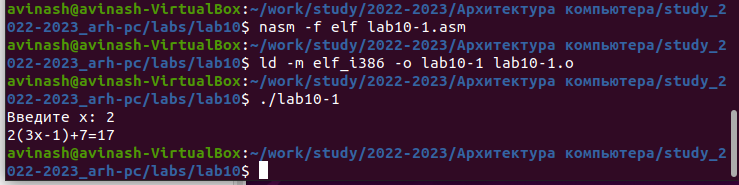 avinash@avinash-VirtualBox:~/work/study/2022-2023/Архитектура компьютера/study_2
022-2023_arh-pc/labs/lab10$ nasm -f elf lab10-1.asm
avinash@avinash-VirtualBox:~/work/study/2022-2023/Архитектура компьютера/study_2
022-2023_arh-pc/labs/lab10$ ld -m elf_i386 -o lab10-1 lab10-1.o
avinash@avinash-VirtualBox:~/work/study/2022-2023/Архитектура компьютера/study_2
022-2023_arh-pc/labs/lab10$ ./lab10-1
Введите x: 2
2(3x-1)+7=17
avinash@avinash-VirtualBox:~/work/study/2022-2023/Архитектура компьютера/study_2
022-2023_arh-pc/labs/lab10$